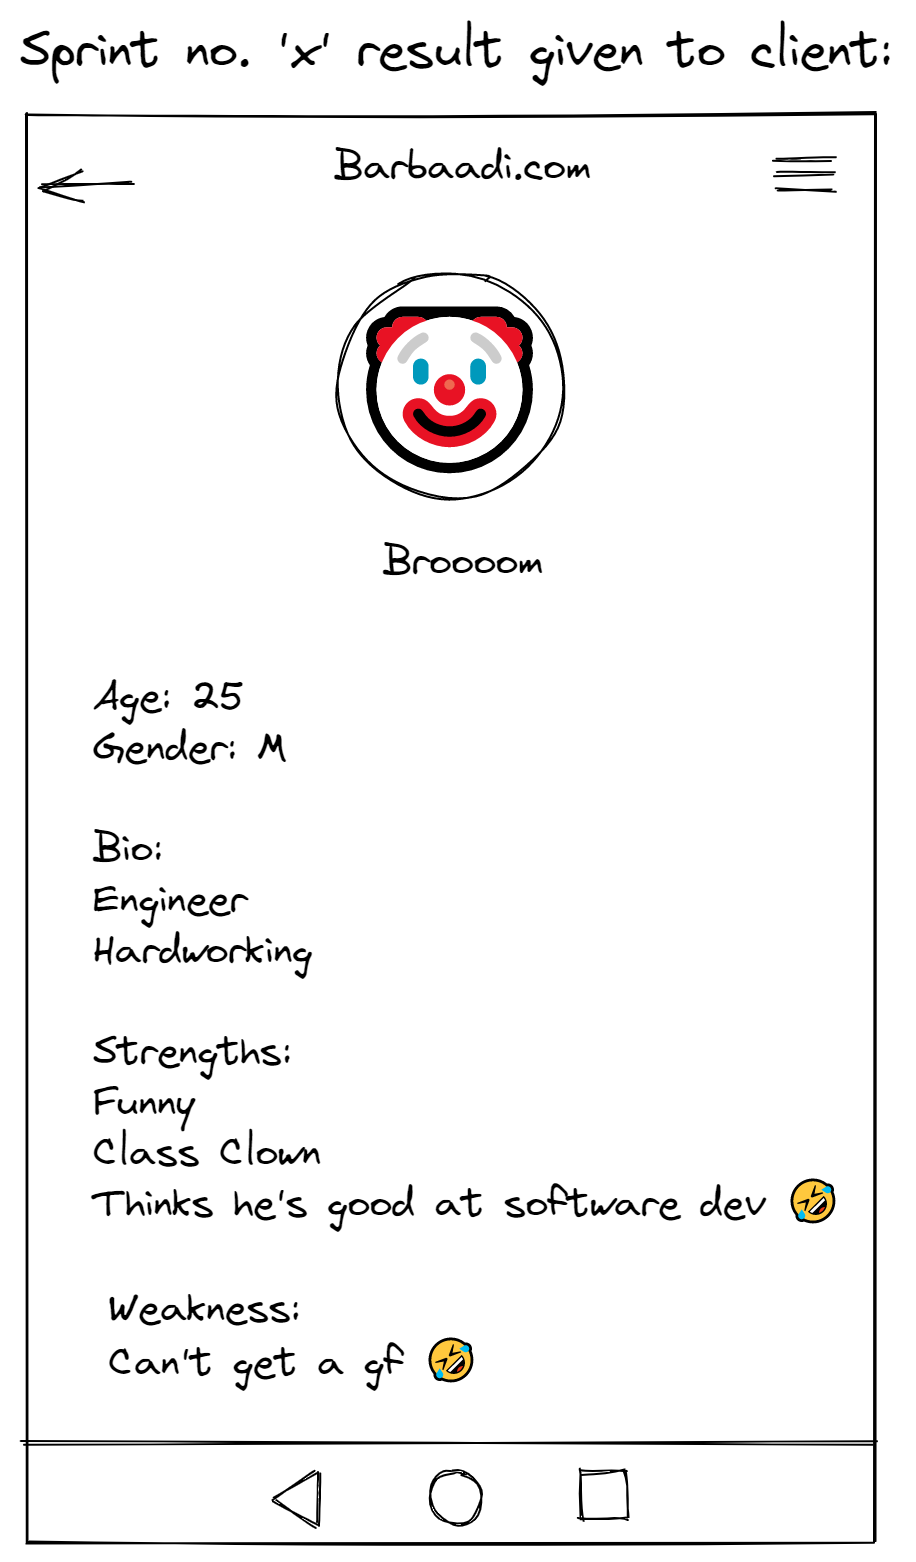 Sprint no. 'x' result given to client:
Barbaadi.com
Broooom
Age: 25
Gender: M
Bio:
Engineer
Hardworking
Strengths:
Funny
Class Clown
Thinks he's good at software dev 🤣
Weakness:
Can't get a gf 🤣